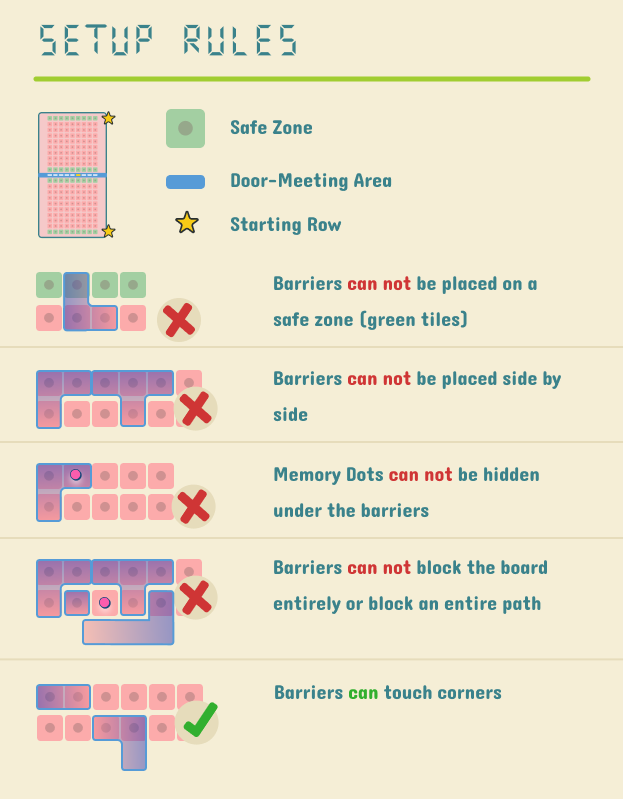 SETUP RULES
Safe Zone
Door-Meeting Area
Starting Row
Barriers can not be placed on a
safe zone (green tiles)
Barriers can not be placed side by
side
Memory Dots can not be hidden
under the barriers
Barriers can not block the board
entirely or block an entire path
Barriers can touch corners